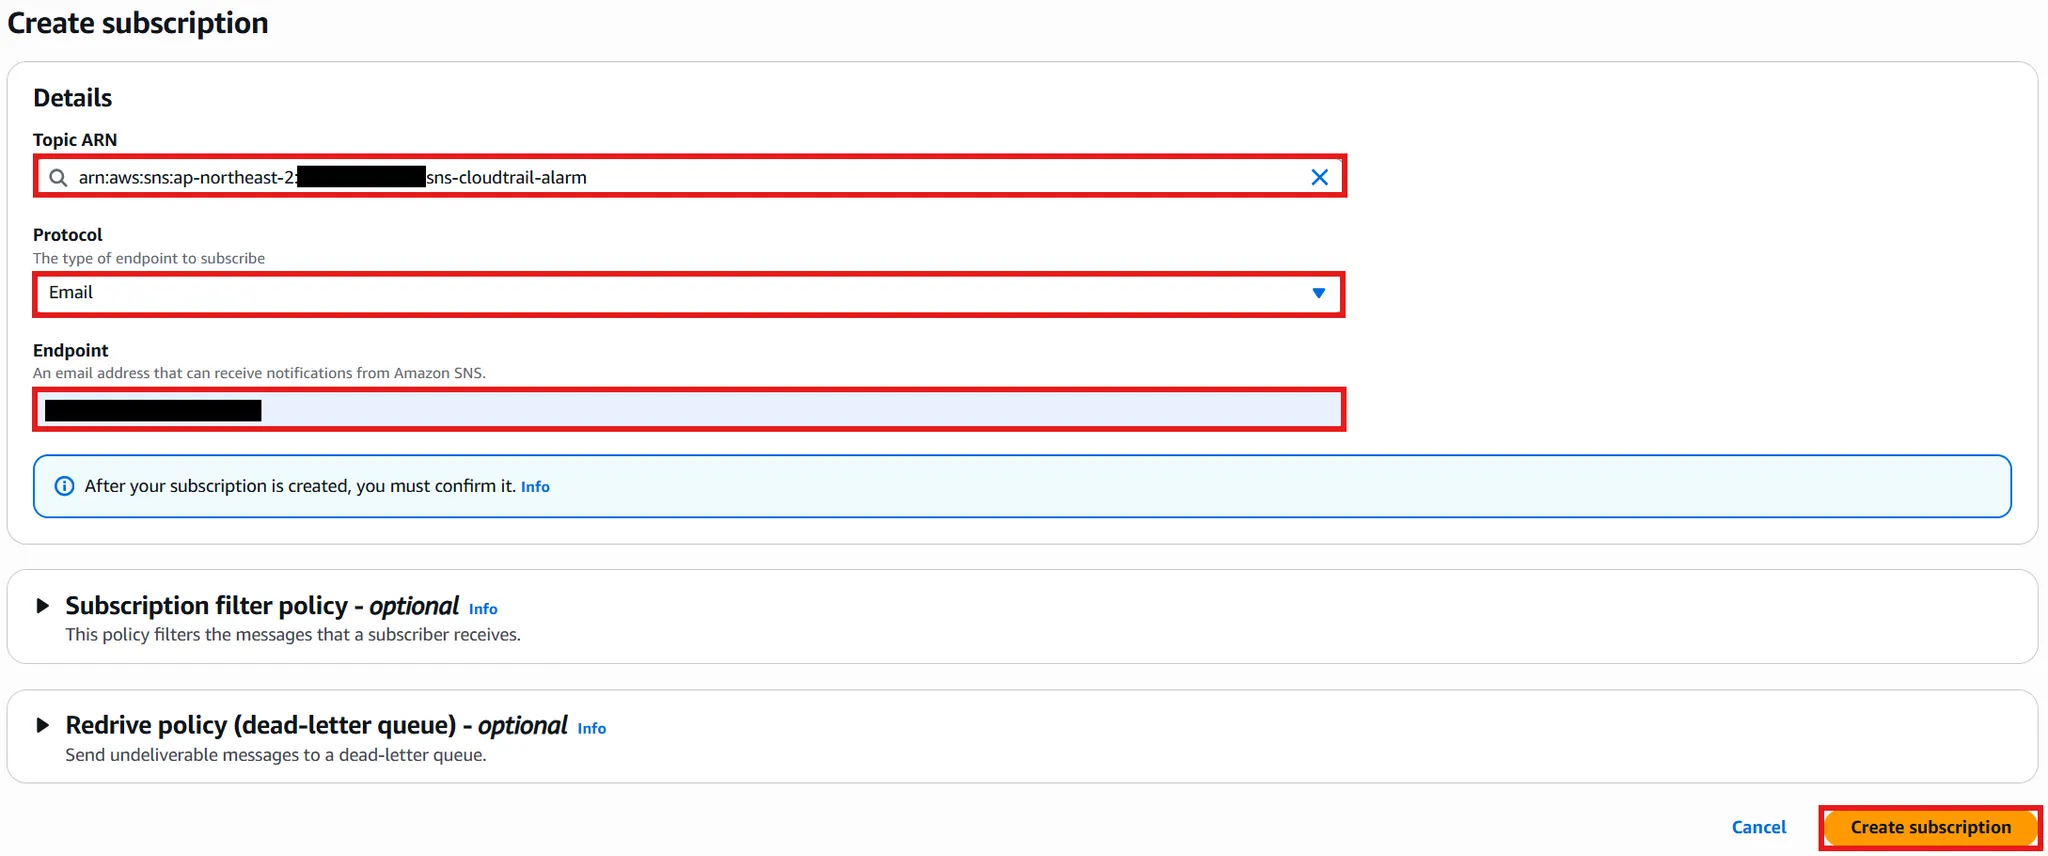 Create subscription
Details
Topic ARN
arn:aws:sns:ap-northeast-2: sns-cloudtrail-alarm
Protocol
The type of endpoint to subscribe
Email
Endpoint
An email address that can receive notifications from Amazon SNS.
After your subscription is created, you must confirm it. Info
Subscription filter policy - optional Info
This policy filters the messages that a subscriber receives.
Redrive policy (dead-letter queue) - optional Info
Send undeliverable messages to a dead-letter queue.
Cancel Create subscription